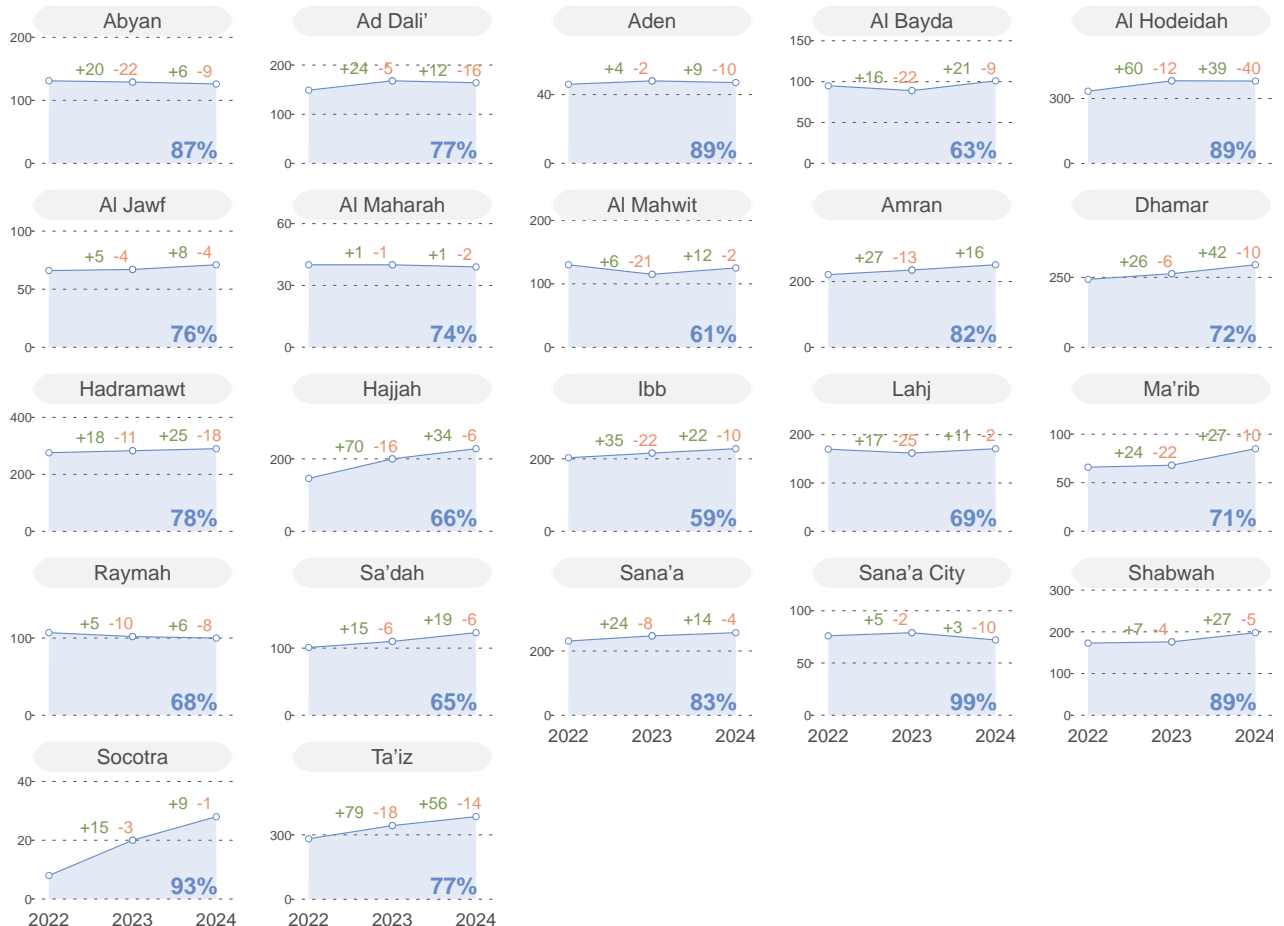 Abyan
200
100
0
+20 -22 +6 -9
87%
Ad Dali’
200
100
0
+24 -5 +12 -16
77%
Aden
40
0
+4 -2 +9 -10
89%
Al Bayda
150
100
50
0
+16 -22 +21 -9
63%
Al Hodeidah
300
0
+60 -12 +39 -40
89%
Al Jawf
100
50
0
+5 -4 +8 -4
76%
Al Maharah
60
30
0
+1 -1 +1 -2
74%
Al Mahwit
200
100
0
+6 -21 +12 -2
61%
Amran
200
0
+27 -13 +16
82%
Dhamar
250
0
+26 -6 +42 -10
72%
Hadramawt
400
200
0
+18 -11 +25 -18
78%
Hajjah
200
0
+70 -16 +34 -6
66%
Ibb
200
0
+35 -22 +22 -10
59%
Lahj
200
100
0
+17 -25 +11 -2
69%
Ma’rib
100
50
0
+24 -22 +27 -10
71%
Raymah
100
0
+5 -10 +6 -8
68%
Sa’dah
100
0
+15 -6 +19 -6
65%
Sana’a
200
0
+24 -8 +14 -4
83%
2022 2023 2024
Sana’a City
100
50
0
+5 -2 +3 -10
99%
2022 2023 2024
Shabwah
300
200
100
0
+7 -4 +27 -5
89%
2022 2023 2024
Socotra
40
20
0
+15 -3 +9 -1
93%
2022 2023 2024
Ta’iz
300
0
+79 -18 +56 -14
77%
2022 2023 2024